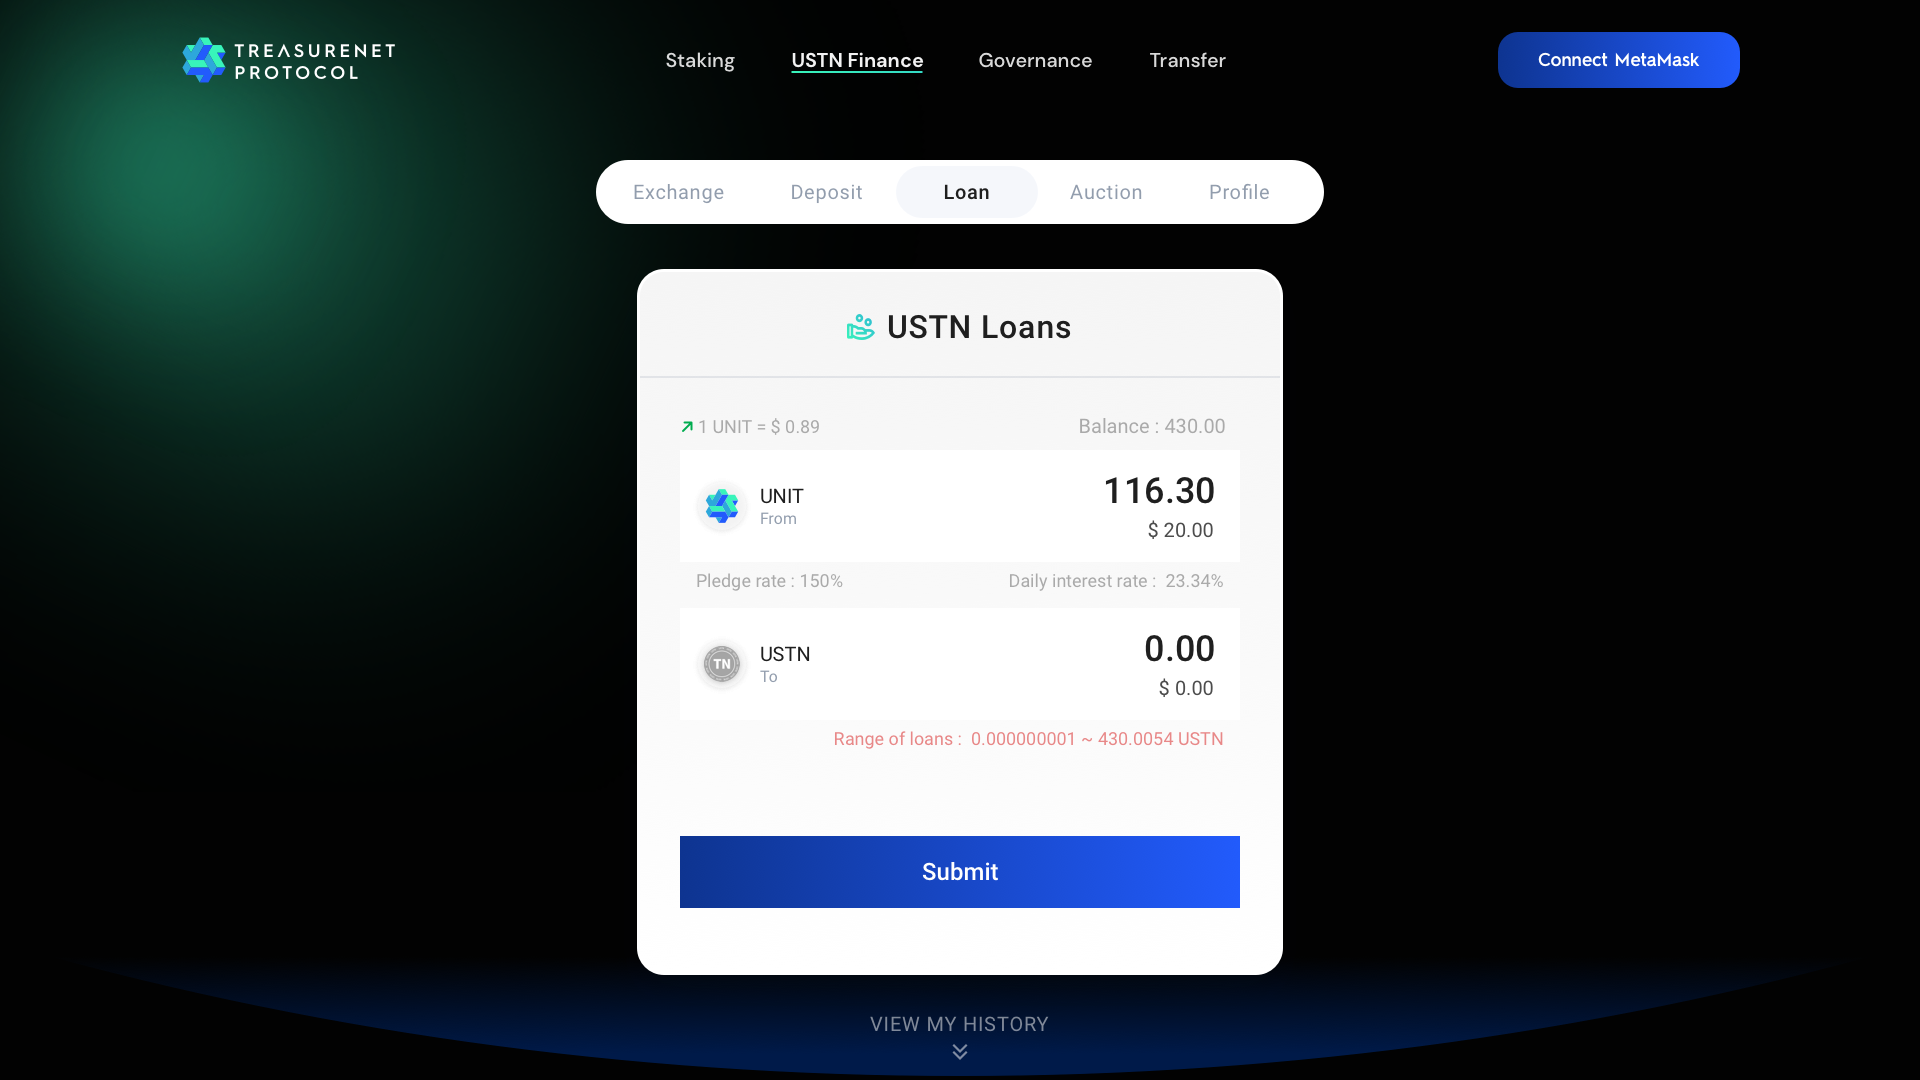 TREASURENET
PROTOCOL
Staking
USTN Finance
Governance
Transfer
Connect MetaMask
Exchange
Deposit
Loan
Auction
Profile
USTN Loans
1 UNIT = $ 0.89
Balance : 430.00
UNIT
From
116.30
$ 20.00
Pledge rate : 150%
Daily interest rate : 23.34%
TN
USTN
To
0.00
$ 0.00
Range of loans : 0.000000001 ~ 430.0054 USTN
Submit
VIEW MY HISTORY